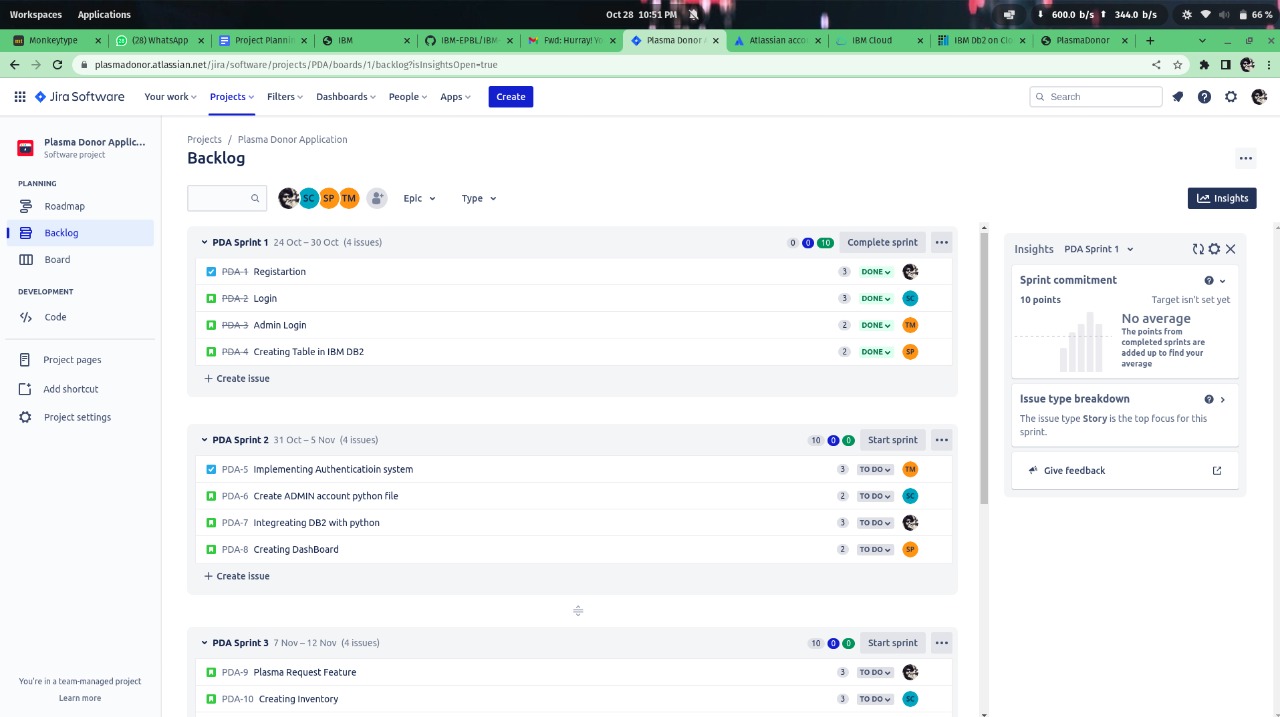 Workspaces Applications Oct 28 10:51 PM 600.0 b/s 344.0 b/s 66 %
Monkeytype (28) WhatsApp Project Plannin IBM IBM-EPBL/IBM- Fwd: Hurray! Yo Plasma Donor A Atlassian acco IBM Cloud IBM Db2 on Clo PlasmaDonor
plasmadonor.atlassian.net/jira/software/projects/PDA/boards/1/backlog?isInsightsOpen=true
Jira Software Your work Projects Filters Dashboards People Apps Create Search
Plasma Donor Applic...
Software project
PLANNING
Roadmap
Backlog
Board
DEVELOPMENT
Code
Project pages
Add shortcut
Project settings
You're in a team-managed project
Learn more
Projects / Plasma Donor Application
Backlog
SC SP TM Epic Type Insights
PDA Sprint 1 24 Oct – 30 Oct (4 issues) 0 0 10 Complete sprint
PDA-1 Registartion 3 DONE
PDA-2 Login 3 DONE SC
PDA-3 Admin Login 2 DONE TM
PDA-4 Creating Table in IBM DB2 2 DONE SP
+ Create issue
PDA Sprint 2 31 Oct – 5 Nov (4 issues) 10 0 0 Start sprint
PDA-5 Implementing Authenticatioin system 3 TO DO TM
PDA-6 Create ADMIN account python file 2 TO DO SC
PDA-7 Integreating DB2 with python 3 TO DO
PDA-8 Creating DashBoard 2 TO DO SP
+ Create issue
PDA Sprint 3 7 Nov – 12 Nov (4 issues) 10 0 0 Start sprint
PDA-9 Plasma Request Feature 3 TO DO
PDA-10 Creating Inventory 3 TO DO SC
Insights PDA Sprint 1
Sprint commitment
10 points Target isn't set yet
No average
The points from
completed sprints are
added up to find your
average
Issue type breakdown
The issue type Story is the top focus for this
sprint.
Give feedback